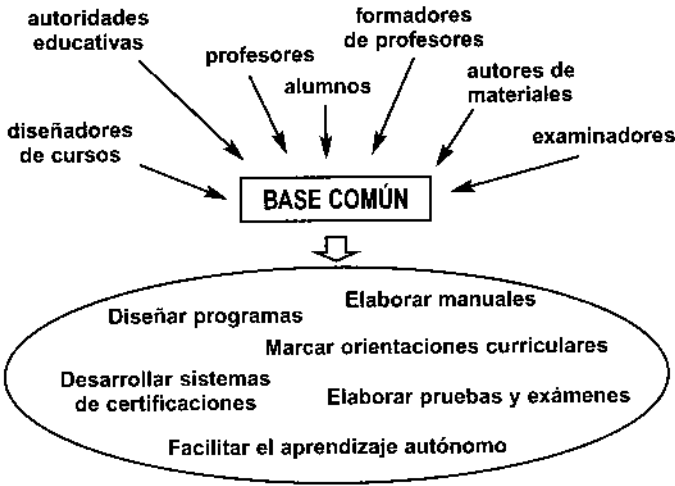 autoridades
educativas
profesores
alumnos
formadores
de profesores
autores de
materiales
diseñadores
de cursos
examinadores
BASE COMÚN
Diseñar programas
Elaborar manuales
Marcar orientaciones curriculares
Desarrollar sistemas
de certificaciones
Elaborar pruebas y exámenes
Facilitar el aprendizaje autónomo